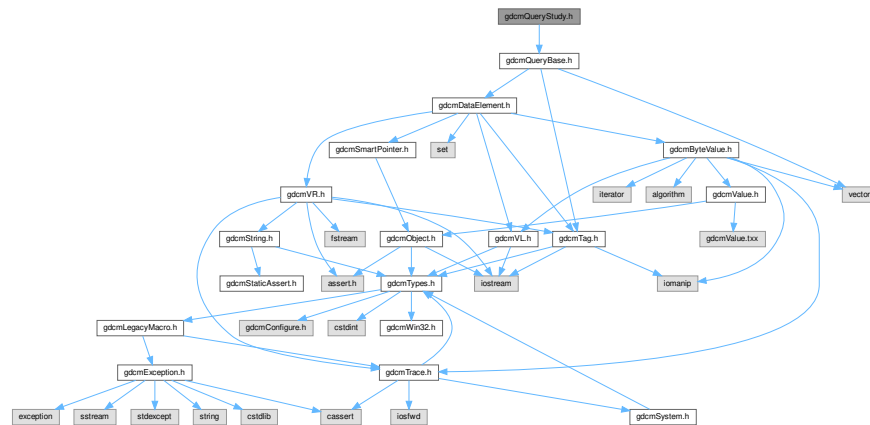 gdcmQueryStudy.h
gdcmQueryBase.h
gdcmDataElement.h
gdcmSmartPointer.h
set
gdcmByteValue.h
gdcmVR.h
iterator
algorithm
gdcmValue.h
vector
gdcmString.h
fstream
gdcmObject.h
gdcmVL.h
gdcmTag.h
gdcmValue.txx
gdcmStaticAssert.h
assert.h
gdcmTypes.h
iostream
iomanip
gdcmLegacyMacro.h
gdcmConfigure.h
cstdint
gdcmWin32.h
gdcmException.h
gdcmTrace.h
exception
sstream
stdexcept
string
cstdlib
cassert
iosfwd
gdcmSystem.h